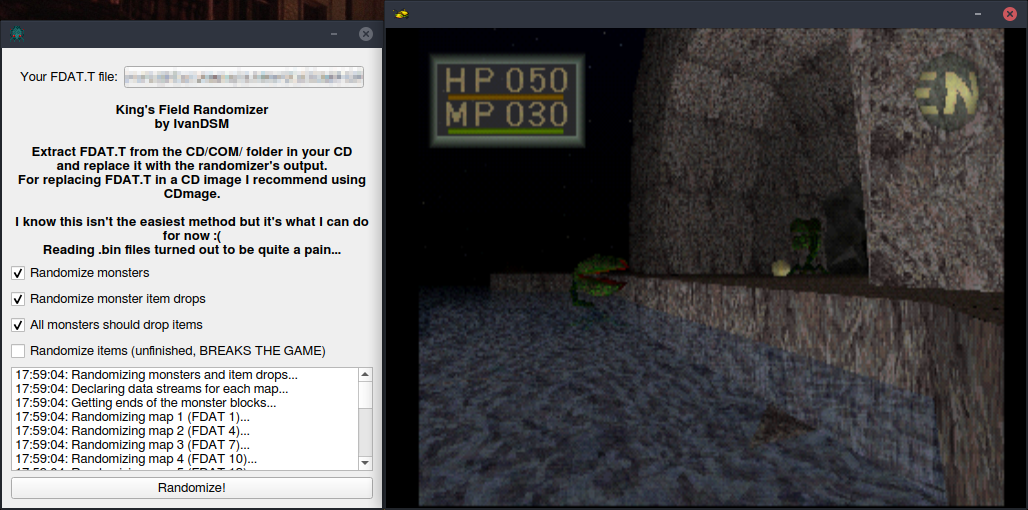 Your FDAT.T file:
King's Field Randomizer
by IvanDSM
Extract FDAT.T from the CD/COM/ folder in your CD
and replace it with the randomizer's output.
For replacing FDAT.T in a CD image I recommend using
CDmage.
I know this isn't the easiest method but it's what I can do
for now :(
Reading .bin files turned out to be quite a pain...
Randomize monsters
Randomize monster item drops
All monsters should drop items
Randomize items (unfinished, BREAKS THE GAME)
17:59:04: Randomizing monsters and item drops...
17:59:04: Declaring data streams for each map...
17:59:04: Getting ends of the monster blocks...
17:59:04: Randomizing map 1 (FDAT 1)...
17:59:04: Randomizing map 2 (FDAT 4)...
17:59:04: Randomizing map 3 (FDAT 7)...
17:59:04: Randomizing map 4 (FDAT 10)...
Randomize!
HP 050
MP 030
EN